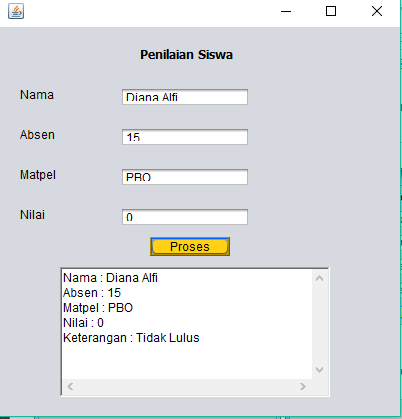 Penilaian Siswa
Nama
Diana Alfi
Absen
15
Matpel
PBO
Nilai
0
Proses
Nama : Diana Alfi
Absen : 15
Matpel : PBO
Nilai : 0
Keterangan : Tidak Lulus